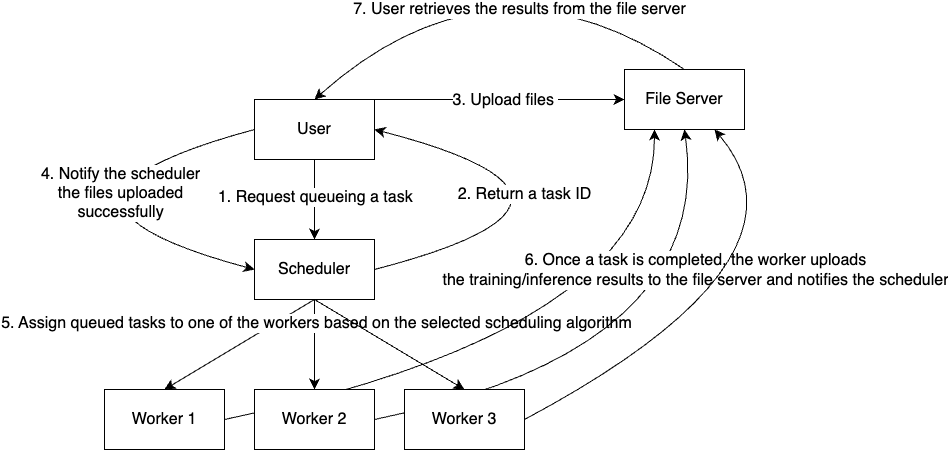 7. User retrieves the results from the file server
File Server
3. Upload files
User
4. Notify the scheduler
the files uploaded
successfully
1. Request queueing a task
2. Return a task ID
Scheduler
6. Once a task is completed, the worker uploads
the training/inference results to the file server and notifies the scheduler
5. Assign queued tasks to one of the workers based on the selected scheduling algorithm
Worker 1
Worker 2
Worker 3